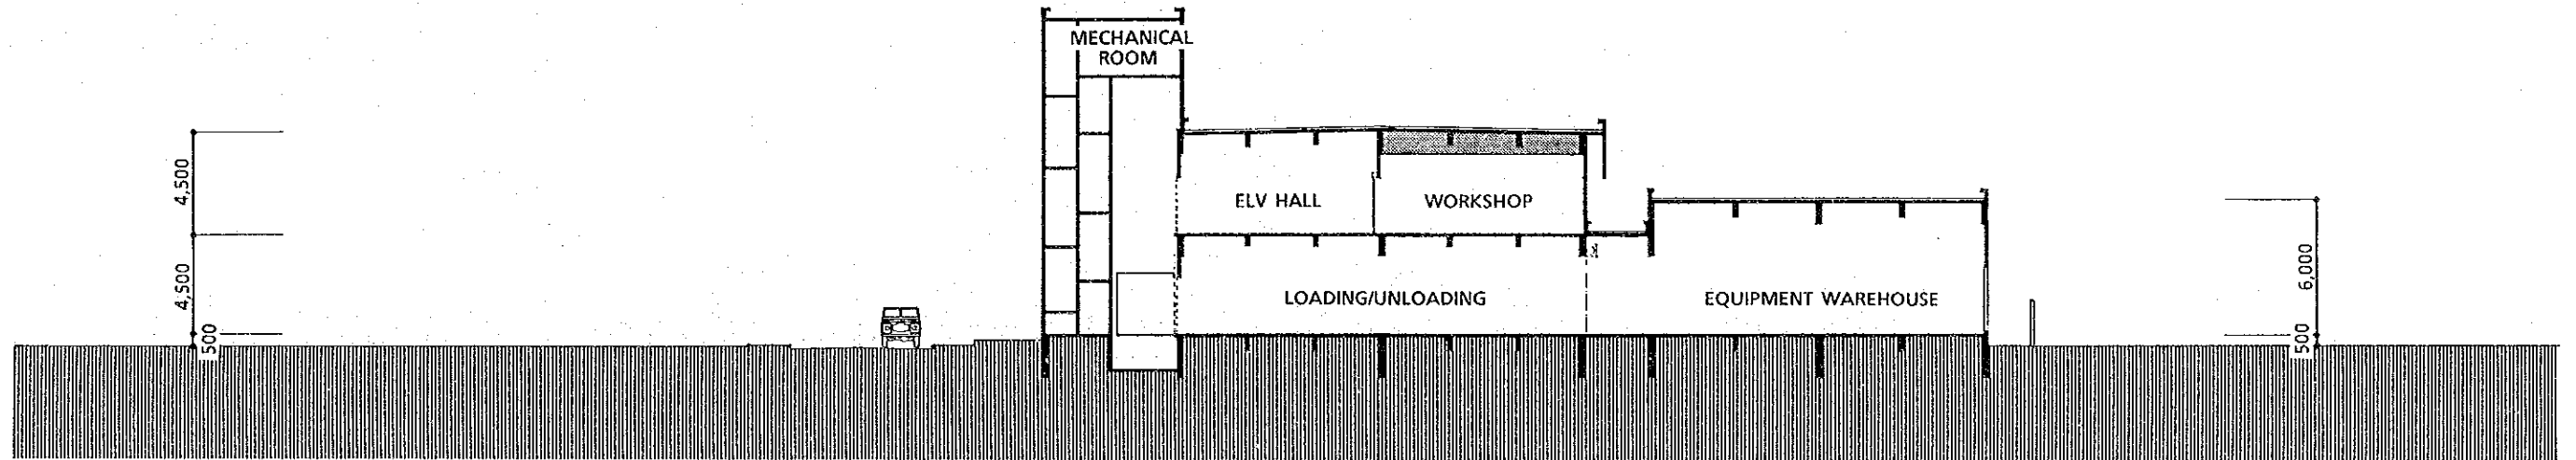 MECHANICAL
ROOM
4,500
ELV HALL
WORKSHOP
4,500
LOADING/UNLOADING
EQUIPMENT WAREHOUSE
6,000
500
500